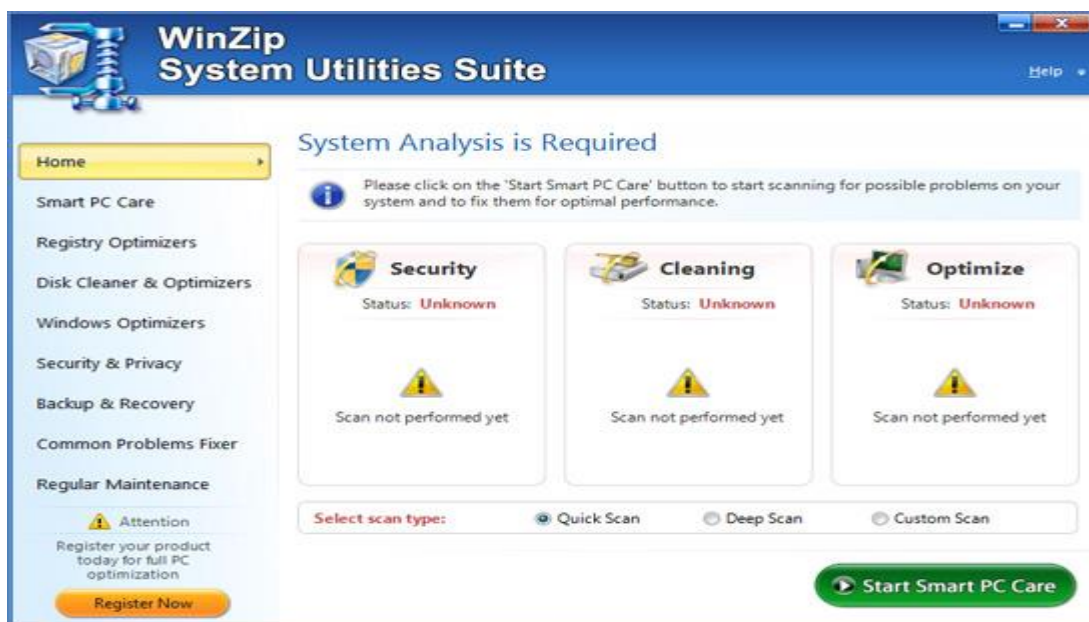 WinZip
System Utilities Suite
Help
Home
Smart PC Care
Registry Optimizers
Disk Cleaner & Optimizers
Windows Optimizers
Security & Privacy
Backup & Recovery
Common Problems Fixer
Regular Maintenance
Attention
Register your product
today for full PC
optimization
Register Now
System Analysis is Required
Please click on the 'Start Smart PC Care' button to start scanning for possible problems on your
system and to fix them for optimal performance.
Security
Status: Unknown
Scan not performed yet
Cleaning
Status: Unknown
Scan not performed yet
Optimize
Status: Unknown
Scan not performed yet
Select scan type: Quick Scan Deep Scan Custom Scan
Start Smart PC Care